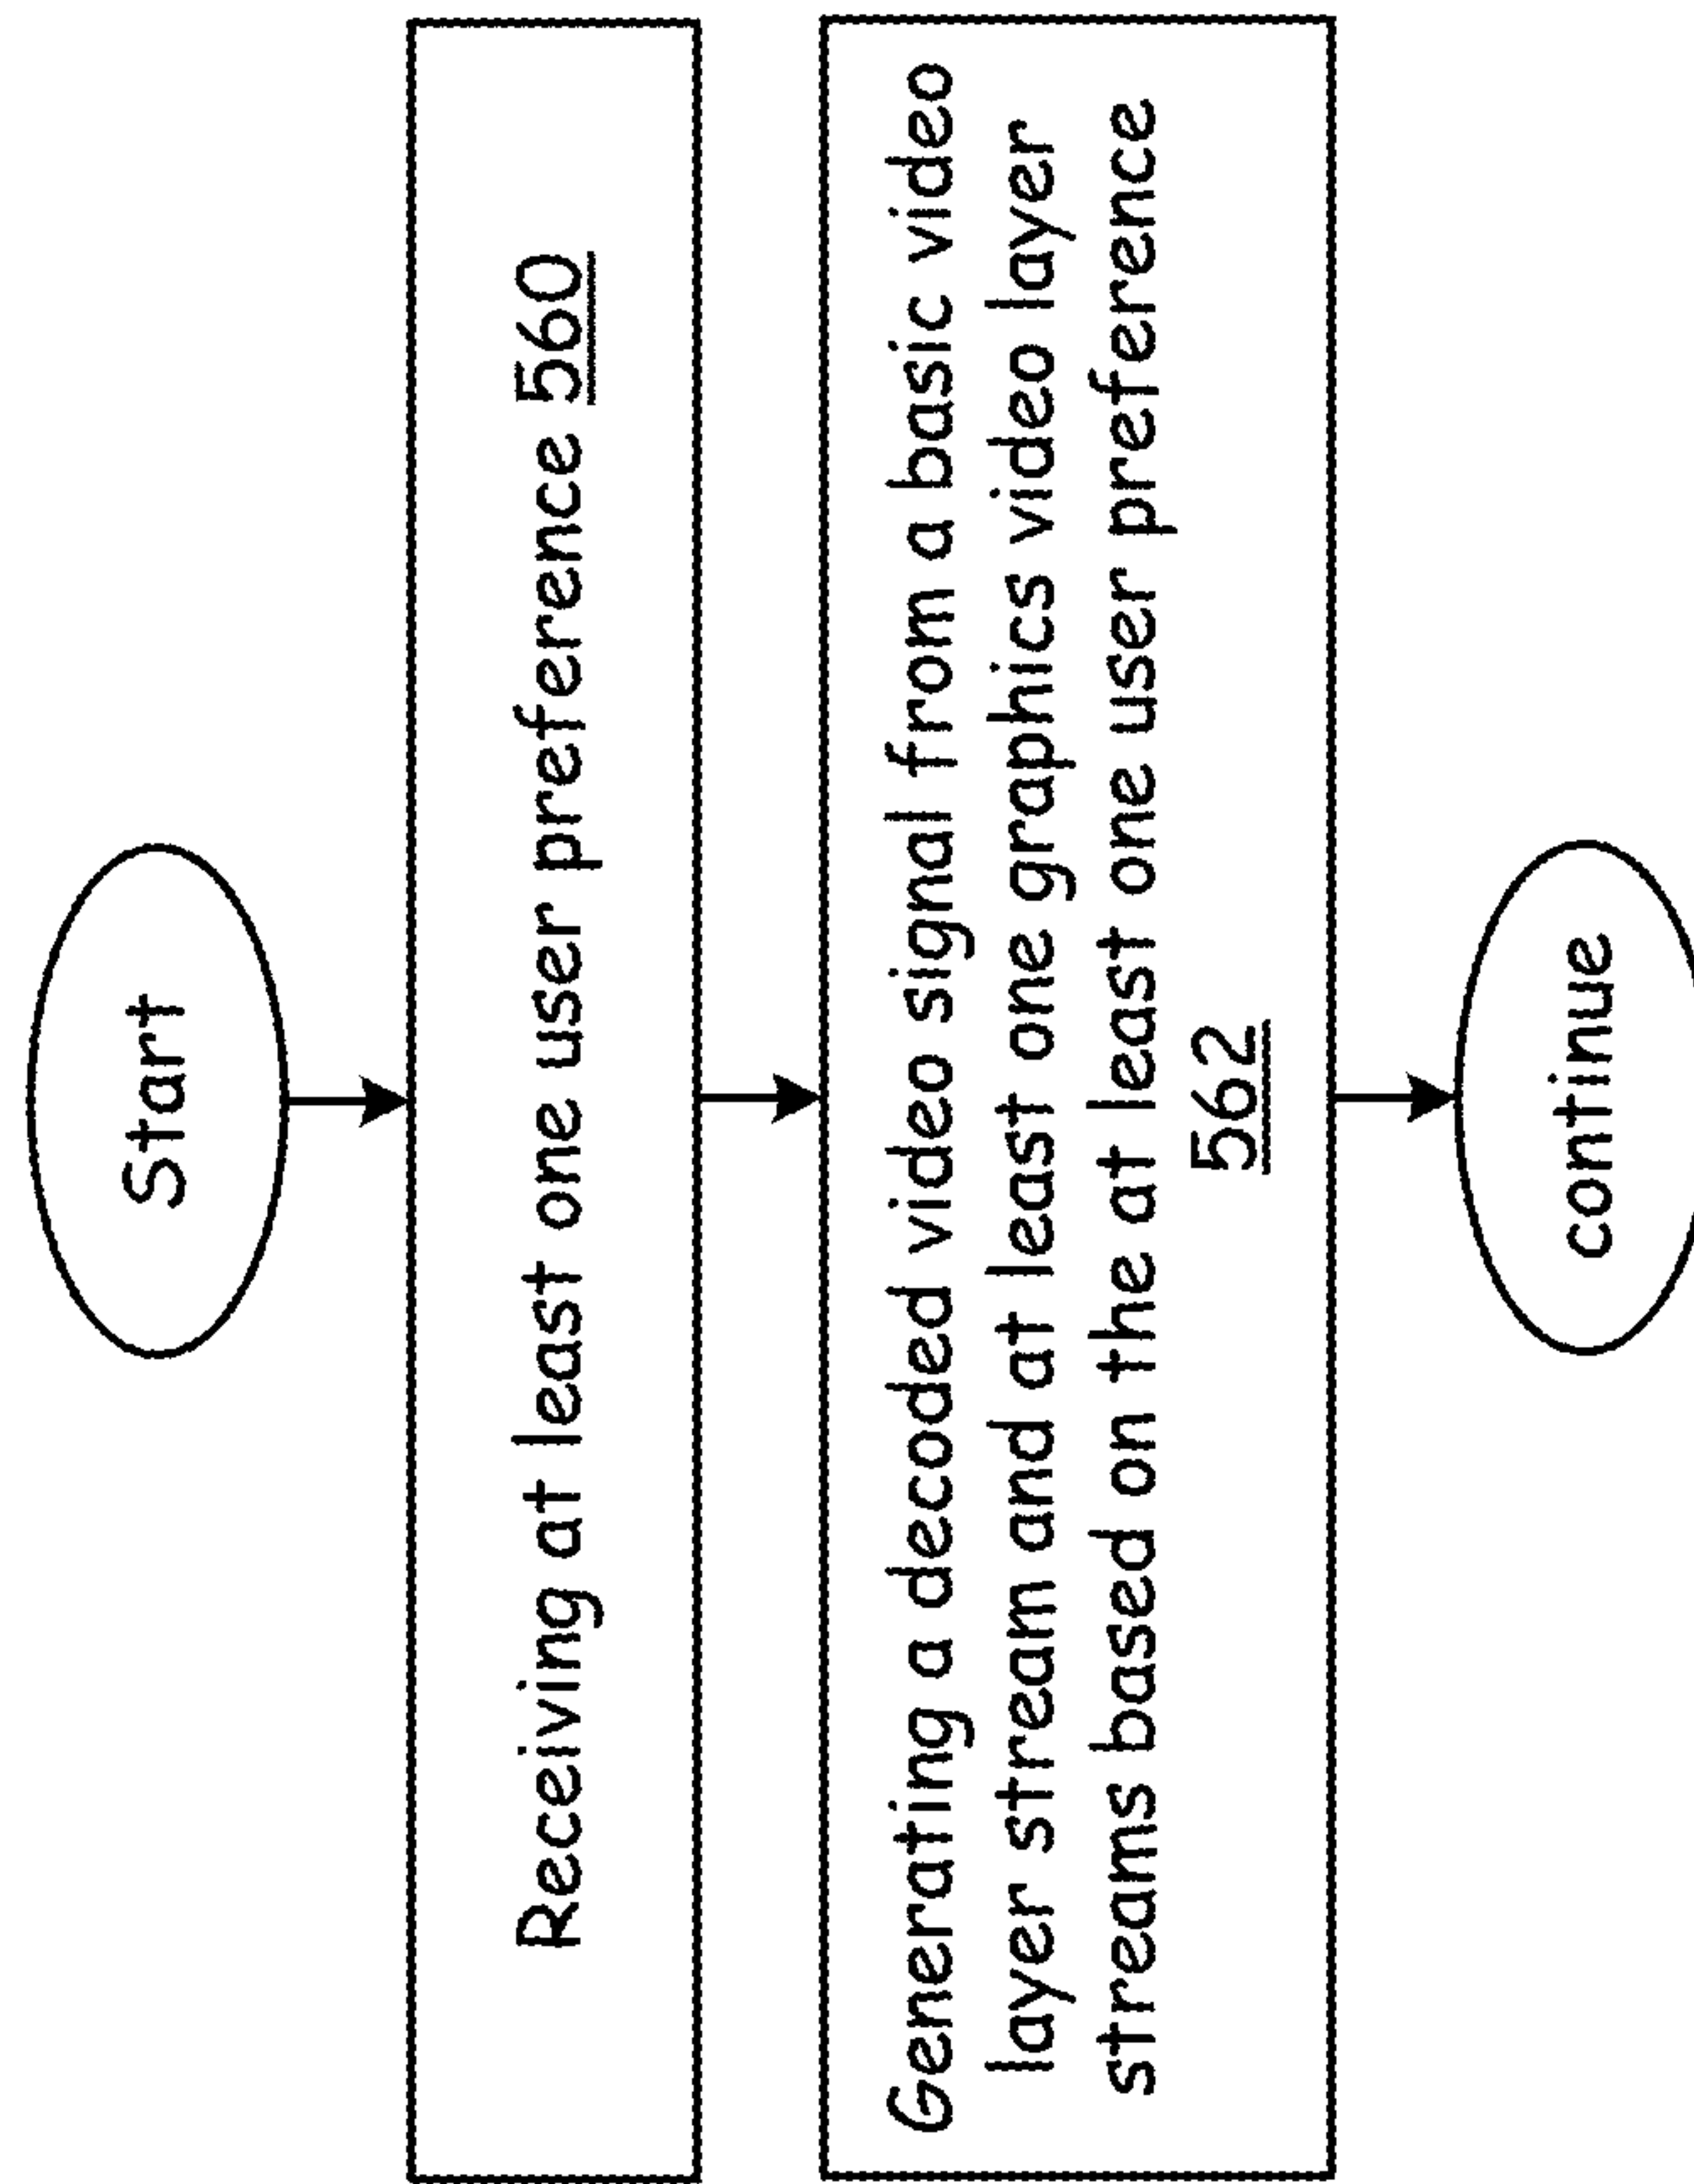 Start
Receiving at least one user preference 560
Generating a decoded video signal from a basic video
layer stream and at least one graphics video layer
streams based on the at least one user preference
562
continue